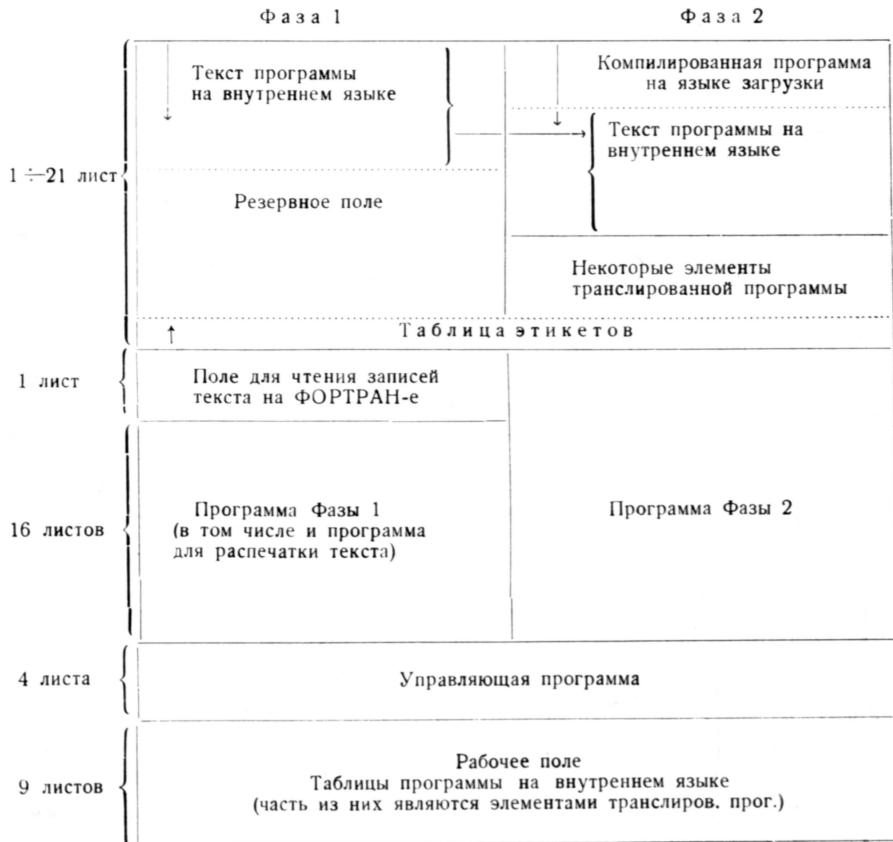 Фаза 1
Фаза 2
Текст программы
на внутреннем языке
Компилированная программа
на языке загрузки
Текст программы на
внутреннем языке
1÷21 лист
Резервное поле
Некоторые элементы
транслированной программы
Таблица этикетов
1 лист
Поле для чтения записей
текста на ФОРТРАН-е
16 листов
Программа Фазы 1
(в том числе и программа
для распечатки текста)
Программа Фазы 2
4 листа
Управляющая программа
9 листов
Рабочее поле
Таблицы программы на внутреннем языке
(часть из них являются элементами транслиров. прог.)